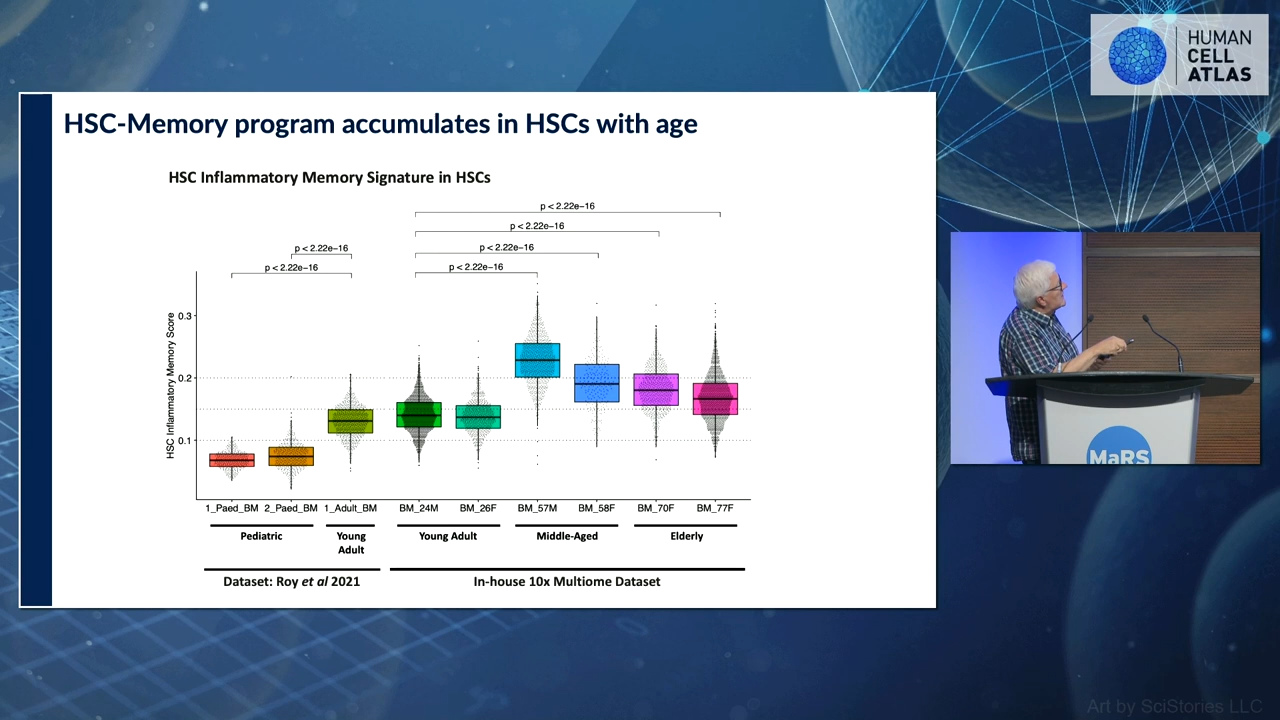 HUMAN
CELL
ATLAS
HSC-Memory program accumulates in HSCs with age
HSC Inflammatory Memory Signature in HSCs
p < 2.22e−16
p < 2.22e−16
p < 2.22e−16
p < 2.22e−16
p < 2.22e−16
p < 2.22e−16
HSC Inflammatory Memory Score
0.3
0.2
0.1
1_Paed_BM 2_Paed_BM 1_Adult_BM BM_24M BM_26F BM_57M BM_58F BM_70F BM_77F
Pediatric Young Adult Young Adult Middle-Aged Elderly
Dataset: Roy et al 2021 In-house 10x Multiome Dataset
MaRS
Art by SciStories LLC